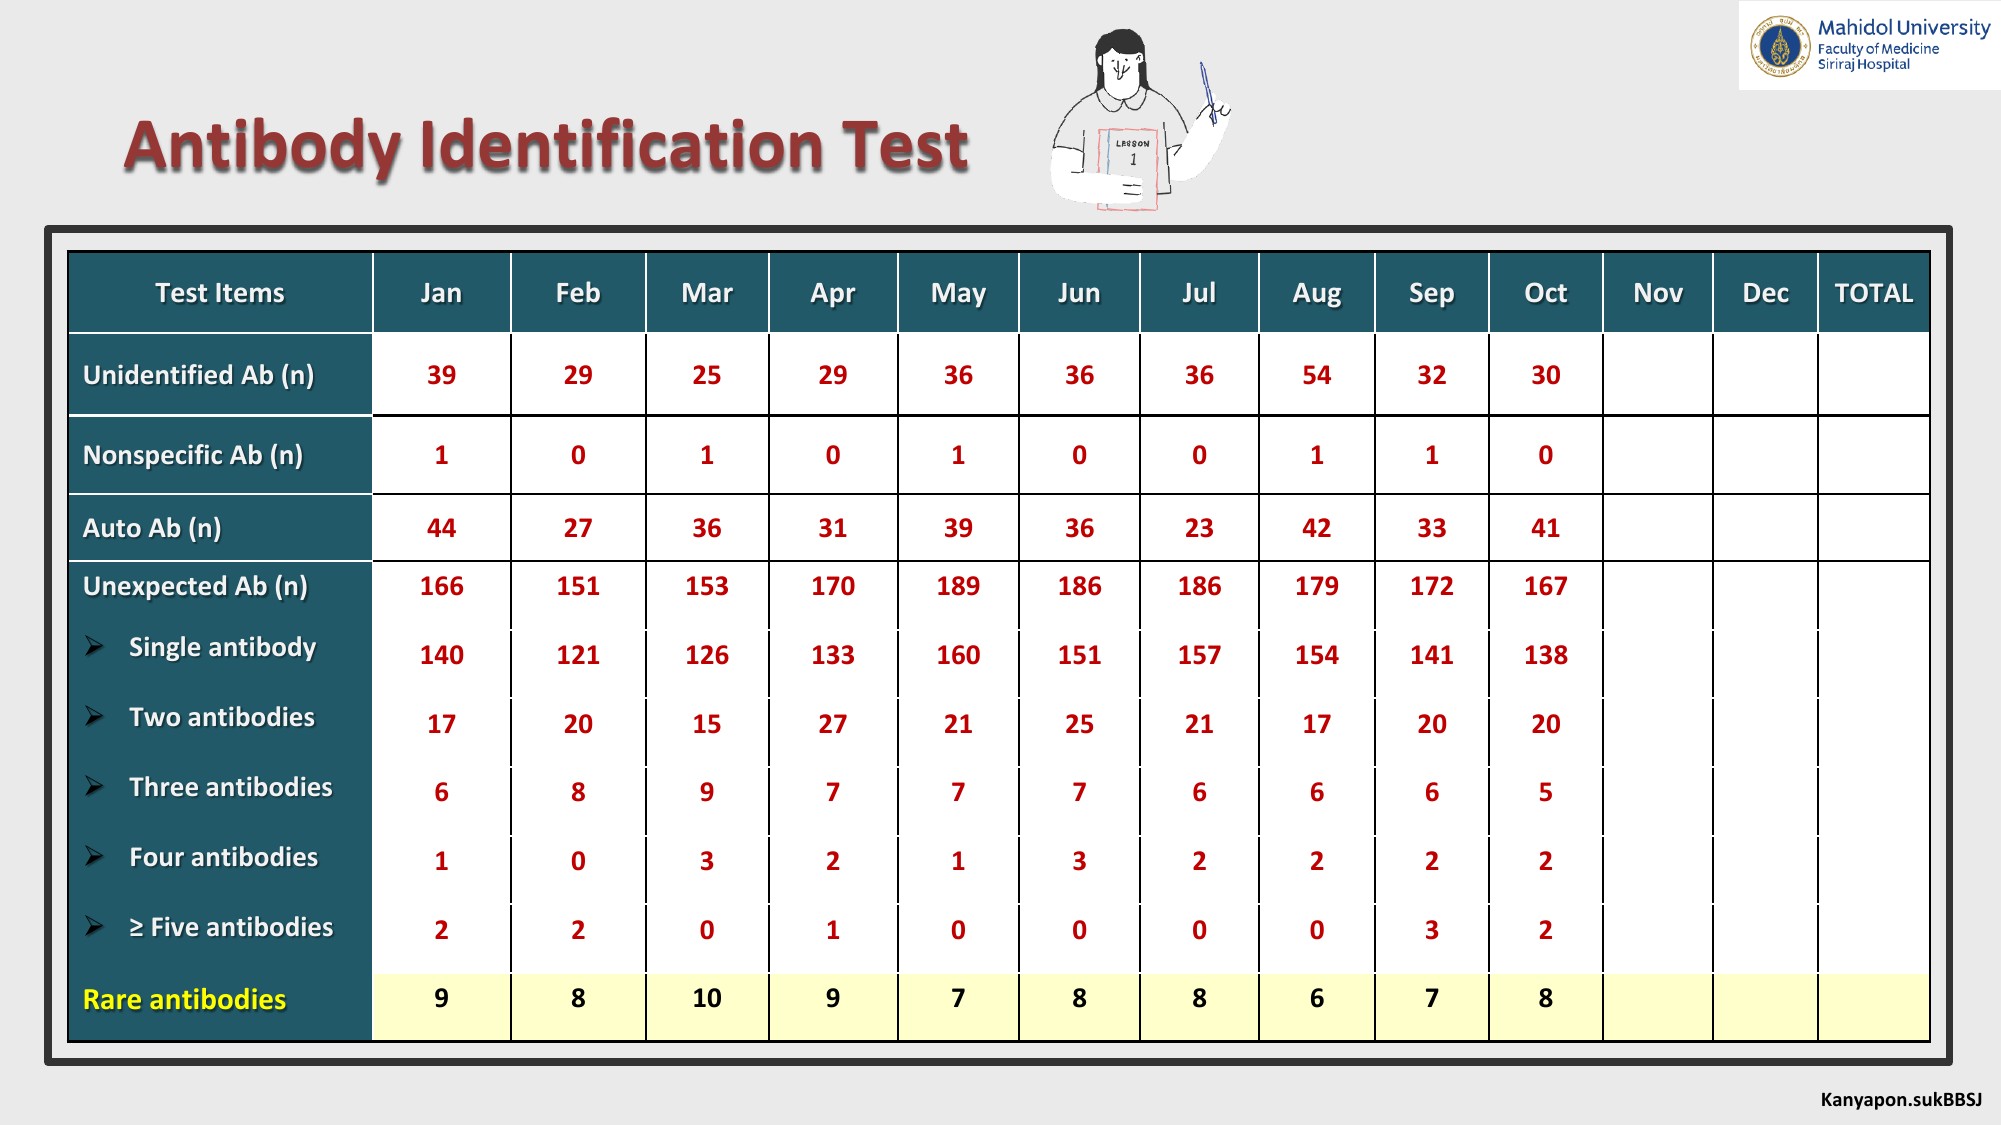 Mahidol University
Faculty of Medicine
Siriraj Hospital
Antibody Identification Test
LESSON
1
Test Items Jan Feb Mar Apr May Jun Jul Aug Sep Oct Nov Dec TOTAL
Unidentified Ab (n) 39 29 25 29 36 36 36 54 32 30
Nonspecific Ab (n) 1 0 1 0 1 0 0 1 1 0
Auto Ab (n) 44 27 36 31 39 36 23 42 33 41
Unexpected Ab (n) 166 151 153 170 189 186 186 179 172 167
➢ Single antibody 140 121 126 133 160 151 157 154 141 138
➢ Two antibodies 17 20 15 27 21 25 21 17 20 20
➢ Three antibodies 6 8 9 7 7 7 6 6 6 5
➢ Four antibodies 1 0 3 2 1 3 2 2 2 2
➢ ≥ Five antibodies 2 2 0 1 0 0 0 0 3 2
Rare antibodies 9 8 10 9 7 8 8 6 7 8
Kanyapon.sukBBSJ